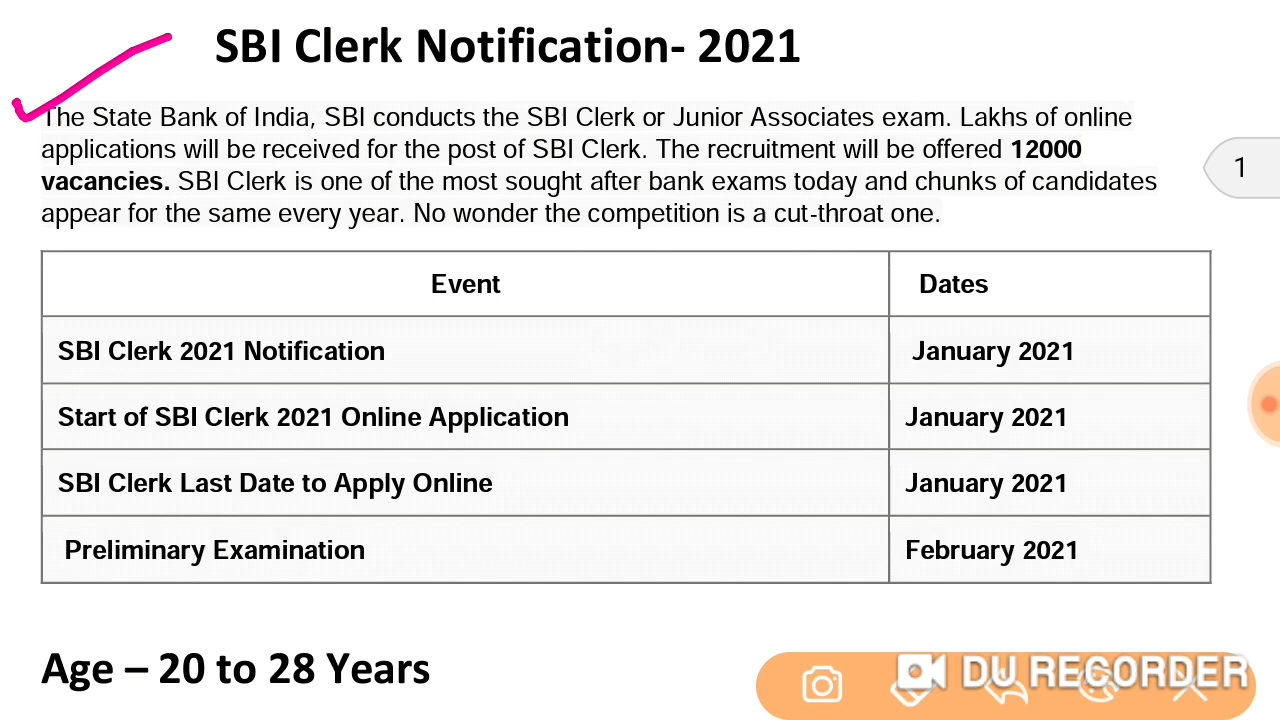 SBI Clerk Notification- 2021
The State Bank of India, SBI conducts the SBI Clerk or Junior Associates exam. Lakhs of online
applications will be received for the post of SBI Clerk. The recruitment will be offered 12000
vacancies. SBI Clerk is one of the most sought after bank exams today and chunks of candidates
appear for the same every year. No wonder the competition is a cut-throat one.
1
Event Dates
SBI Clerk 2021 Notification January 2021
Start of SBI Clerk 2021 Online Application January 2021
SBI Clerk Last Date to Apply Online January 2021
Preliminary Examination February 2021
Age – 20 to 28 Years
DU RECORDER